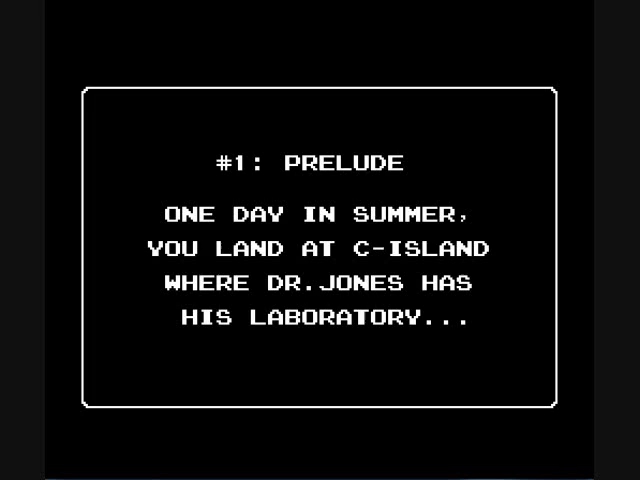 #1: PRELUDE
ONE DAY IN SUMMER,
YOU LAND AT C-ISLAND
WHERE DR.JONES HAS
HIS LABORATORY...